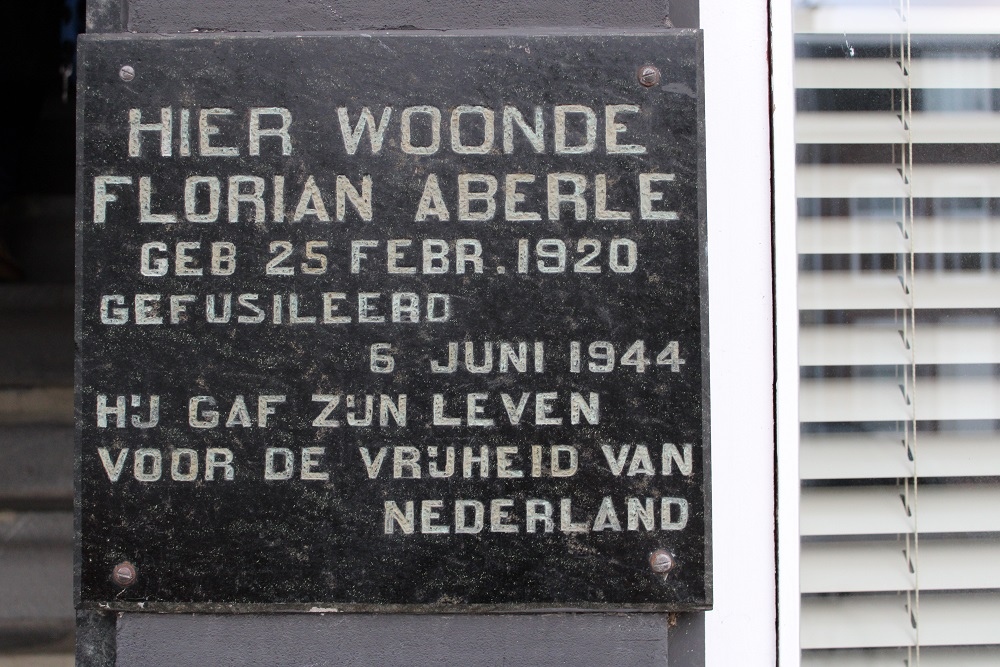 HIER WOONDE
FLORIAN ABERLE
GEB 25 FEBR. 1920
GEFUSILEERD
6 JUNI 1944
HIJ GAF ZIJN LEVEN
VOOR DE VRIJHEID VAN
NEDERLAND